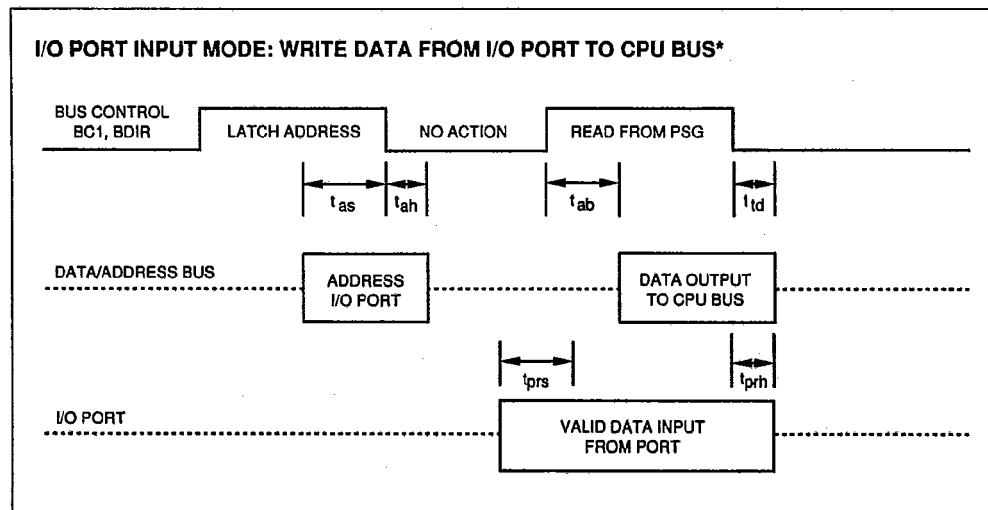 I/O PORT INPUT MODE: WRITE DATA FROM I/O PORT TO CPU BUS*
BUS CONTROL
BC1, BDIR
LATCH ADDRESS
NO ACTION
READ FROM PSG
tas
tah
tab
ttd
DATA/ADDRESS BUS
ADDRESS
I/O PORT
DATA OUTPUT
TO CPU BUS
tprs
tprh
I/O PORT
VALID DATA INPUT
FROM PORT